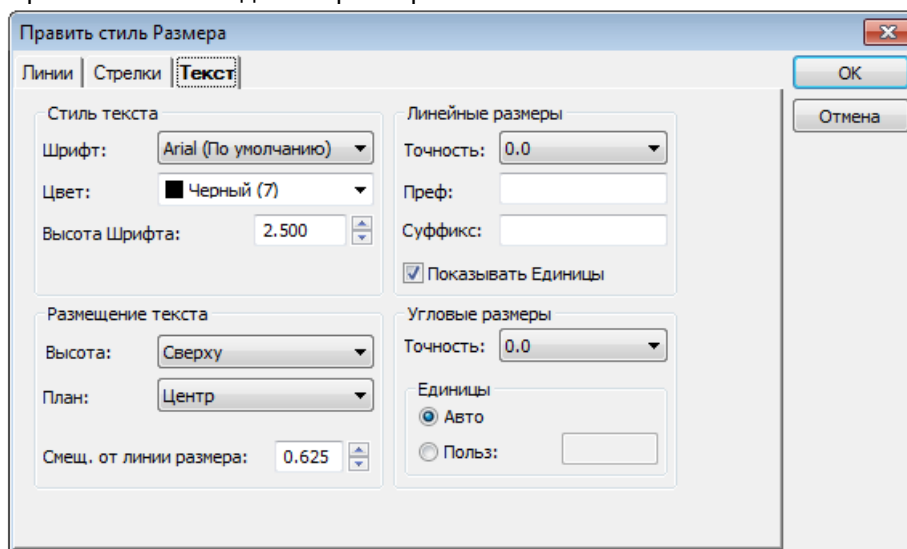 Править стиль Размера
Линии Стрелки Текст
OK
Отмена
Стиль текста
Шрифт: Arial (По умолчанию)
Цвет: Черный (7)
Высота Шрифта: 2.500
Линейные размеры
Точность: 0.0
Преф:
Суффикс:
Показывать Единицы
Размещение текста
Высота: Сверху
План: Центр
Смещ. от линии размера: 0.625
Угловые размеры
Точность: 0.0
Единицы
Авто
Польз: